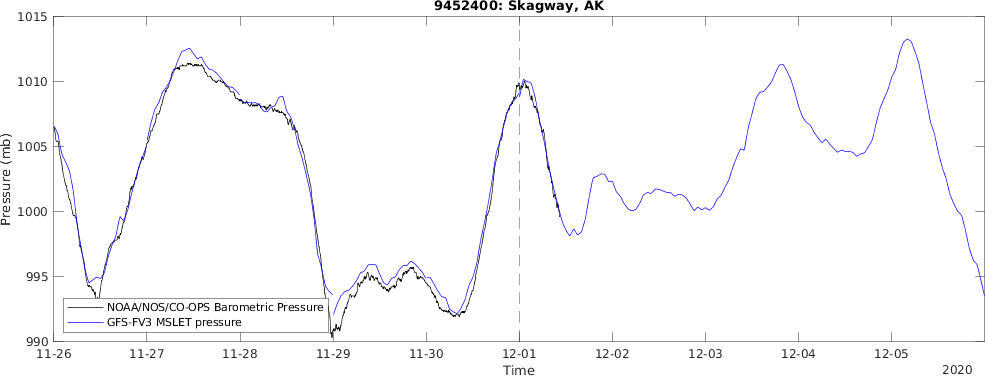 9452400: Skagway, AK
1015
1010
1005
1000
995
990
Pressure (mb)
NOAA/NOS/CO-OPS Barometric Pressure
GFS-FV3 MSLET pressure
11-26 11-27 11-28 11-29 11-30 12-01 12-02 12-03 12-04 12-05
Time
2020